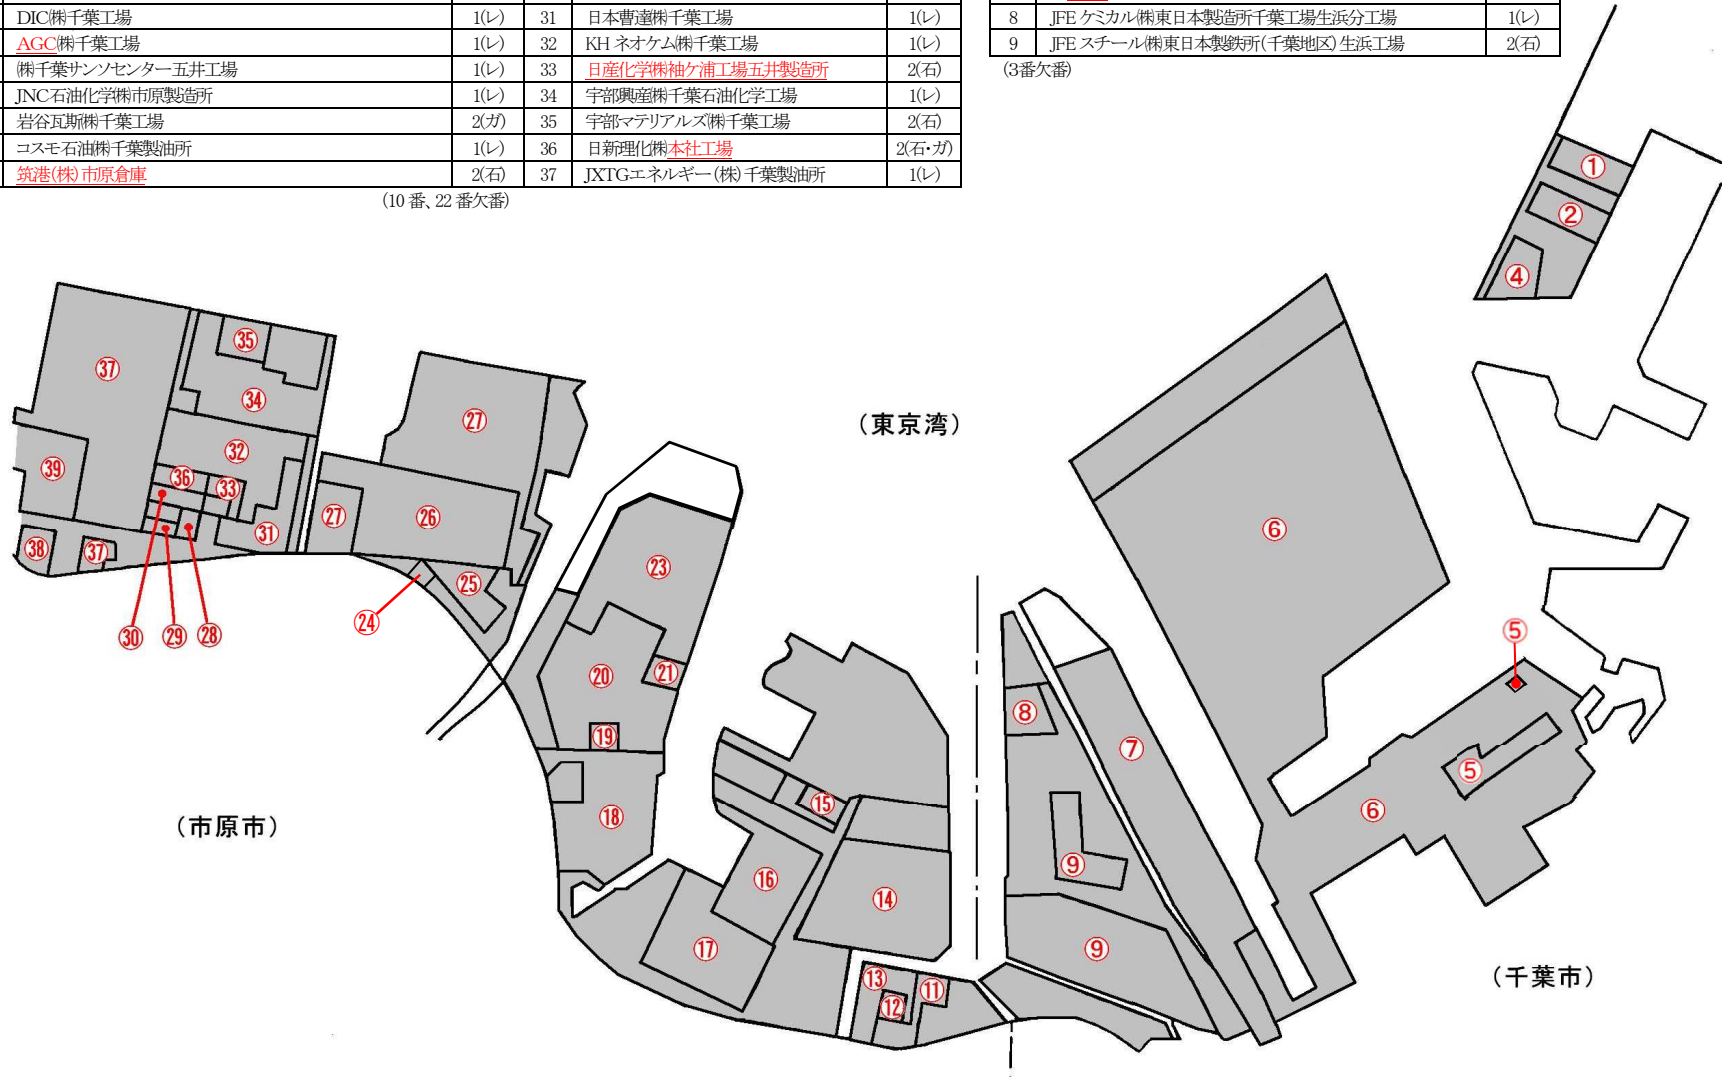 DIC㈱千葉工場 1(レ) 31 日本曹達㈱千葉工場 1(レ)
AGC㈱千葉工場 1(レ) 32 KHネオケム㈱千葉工場 1(レ)
㈱千葉サンソセンター五井工場 1(レ) 33 日産化学㈱袖ケ浦工場五井製造所 2(石)
JNC石油化学㈱市原製造所 1(レ) 34 宇部興産㈱千葉石油化学工場 1(レ)
岩谷瓦斯㈱千葉工場 2(ガ) 35 宇部マテリアルズ㈱千葉工場 2(石)
コスモ石油㈱千葉製油所 1(レ) 36 日新理化㈱本社工場 2(石・ガ)
筑港(株)市原倉庫 2(石) 37 JXTGエネルギー(株)千葉製油所 1(レ)
(10番、22番欠番)
8 JFEケミカル㈱東日本製造所千葉工場生浜分工場 1(レ)
9 JFEスチール㈱東日本製鉄所(千葉地区)生浜工場 2(石)
(3番欠番)
①
②
④
㉟
㊲
㉞
㉗
(東京湾)
㉜
㊴
㊱
㉝
㉗
㉖
㉛
⑥
㊳
㊲
㉓
㉕
㉔
㉚
㉙
㉘
⑤
⑳
㉑
⑧
⑲
⑦
⑤
⑮
⑥
⑱
(市原市)
⑯
⑨
⑭
⑰
⑨
⑬
⑪
⑫
(千葉市)